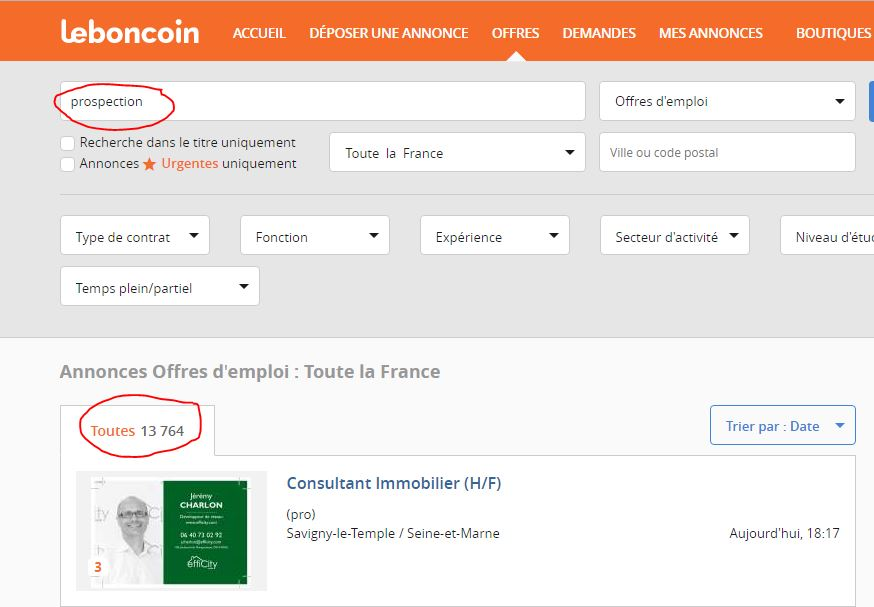 leboncoin ACCUEIL DÉPOSER UNE ANNONCE OFFRES DEMANDES MES ANNONCES BOUTIQUES
prospection Offres d'emploi
Recherche dans le titre uniquement
Annonces Urgentes uniquement Toute la France Ville ou code postal
Type de contrat Fonction Expérience Secteur d'activité Niveau d'étu
Temps plein/partiel
Annonces Offres d'emploi : Toute la France
Toutes 13 764 Trier par : Date
Consultant Immobilier (H/F)
(pro)
Savigny-le-Temple / Seine-et-Marne Aujourd'hui, 18:17
Jérémy
CHARLON
Développeur de réseau
www.efficity.com
06 40 73 02 92
effiCity
3